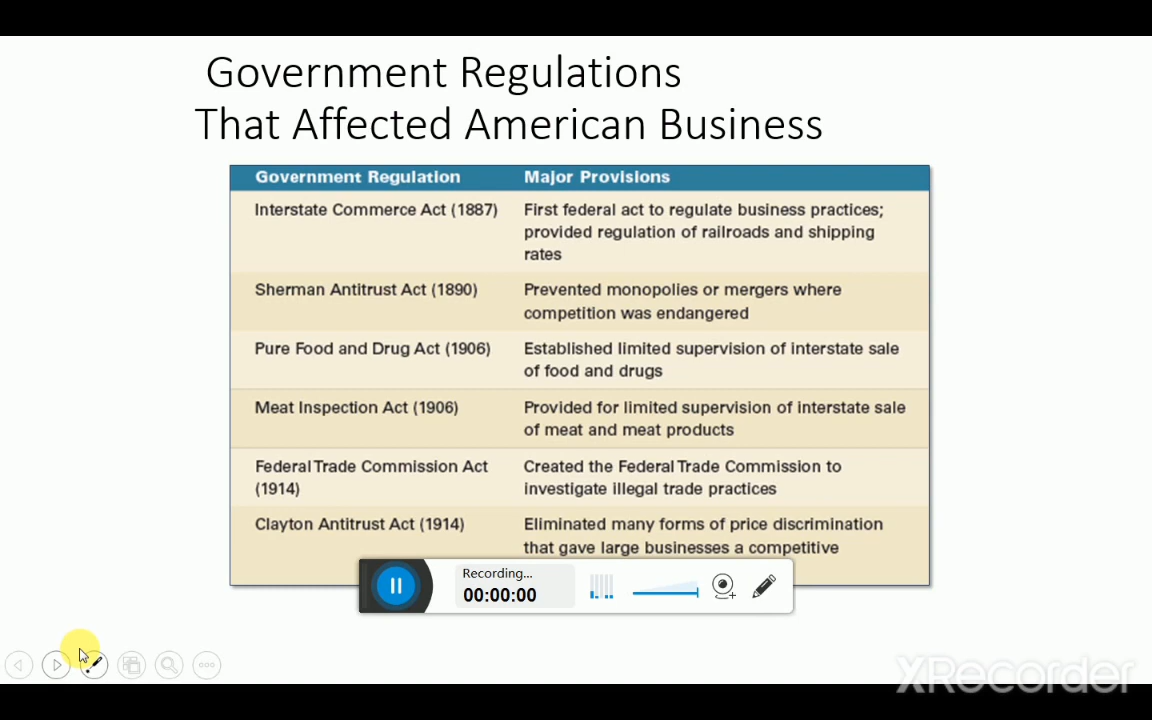 Government Regulations
That Affected American Business
Government Regulation
Major Provisions
Interstate Commerce Act (1887)
First federal act to regulate business practices;
provided regulation of railroads and shipping
rates
Sherman Antitrust Act (1890)
Prevented monopolies or mergers where
competition was endangered
Pure Food and Drug Act (1906)
Established limited supervision of interstate sale
of food and drugs
Meat Inspection Act (1906)
Provided for limited supervision of interstate sale
of meat and meat products
Federal Trade Commission Act
(1914)
Created the Federal Trade Commission to
investigate illegal trade practices
Clayton Antitrust Act (1914)
Eliminated many forms of price discrimination
that gave large businesses a competitive
Recording...
00:00:00
XRecorder